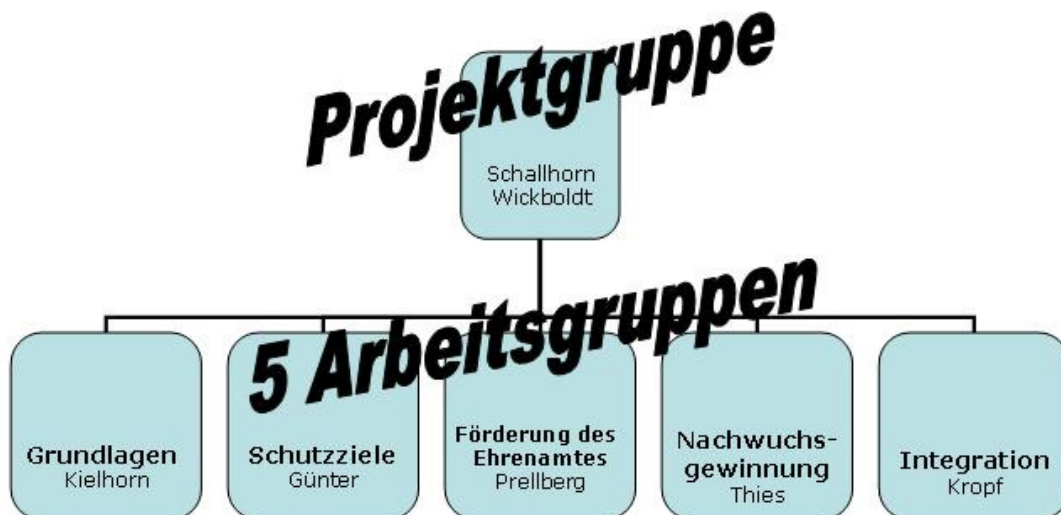 Projektgruppe
Schallhorn
Wickboldt
5 Arbeitsgruppen
Grundlagen
Kielhorn
Schutzziele
Günter
Förderung des
Ehrenamtes
Prellberg
Nachwuchs-
gewinnung
Thies
Integration
Kropf